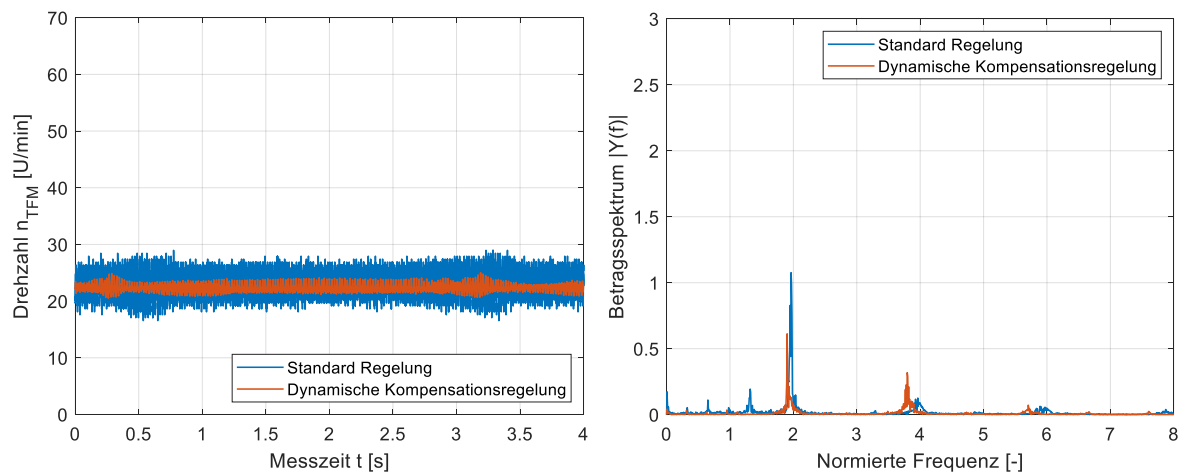 70
60
50
40
30
20
10
0
Drehzahl n_TFM [U/min]
Standard Regelung
Dynamische Kompensationsregelung
0 0.5 1 1.5 2 2.5 3 3.5 4
Messzeit t [s]
3
2.5
2
1.5
1
0.5
0
Betragsspektrum |Y(f)|
Standard Regelung
Dynamische Kompensationsregelung
0 1 2 3 4 5 6 7 8
Normierte Frequenz [-]